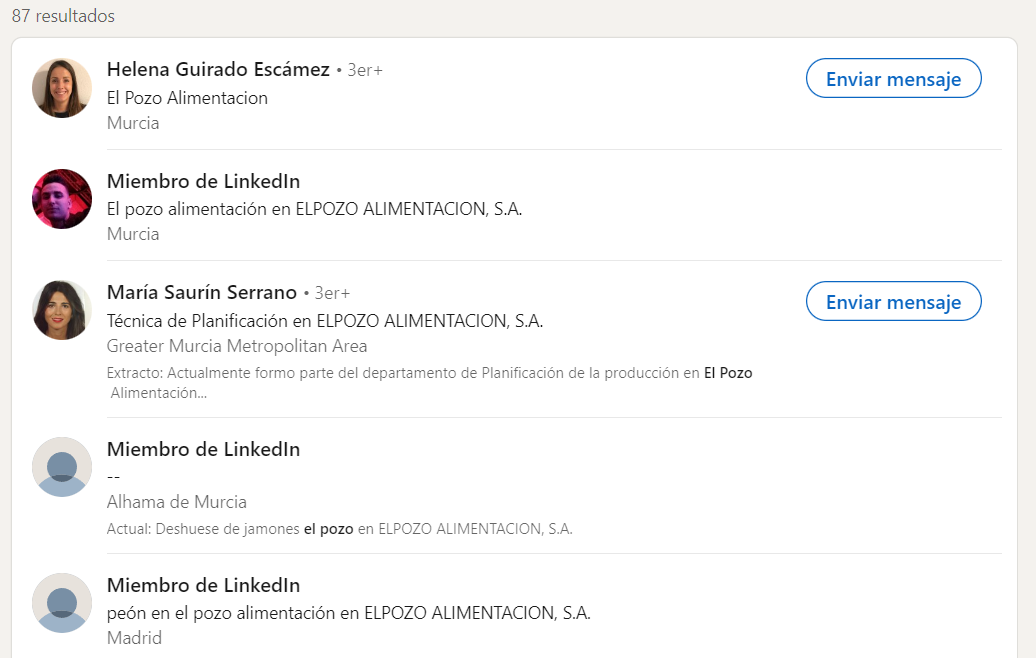 87 resultados
Helena Guirado Escámez • 3er+
Enviar mensaje
El Pozo Alimentacion
Murcia
Miembro de LinkedIn
El pozo alimentación en ELPOZO ALIMENTACION, S.A.
Murcia
María Saurín Serrano • 3er+
Enviar mensaje
Técnica de Planificación en ELPOZO ALIMENTACION, S.A.
Greater Murcia Metropolitan Area
Extracto: Actualmente formo parte del departamento de Planificación de la producción en El Pozo
Alimentación...
Miembro de LinkedIn
--
Alhama de Murcia
Actual: Deshuese de jamones el pozo en ELPOZO ALIMENTACION, S.A.
Miembro de LinkedIn
peón en el pozo alimentación en ELPOZO ALIMENTACION, S.A.
Madrid